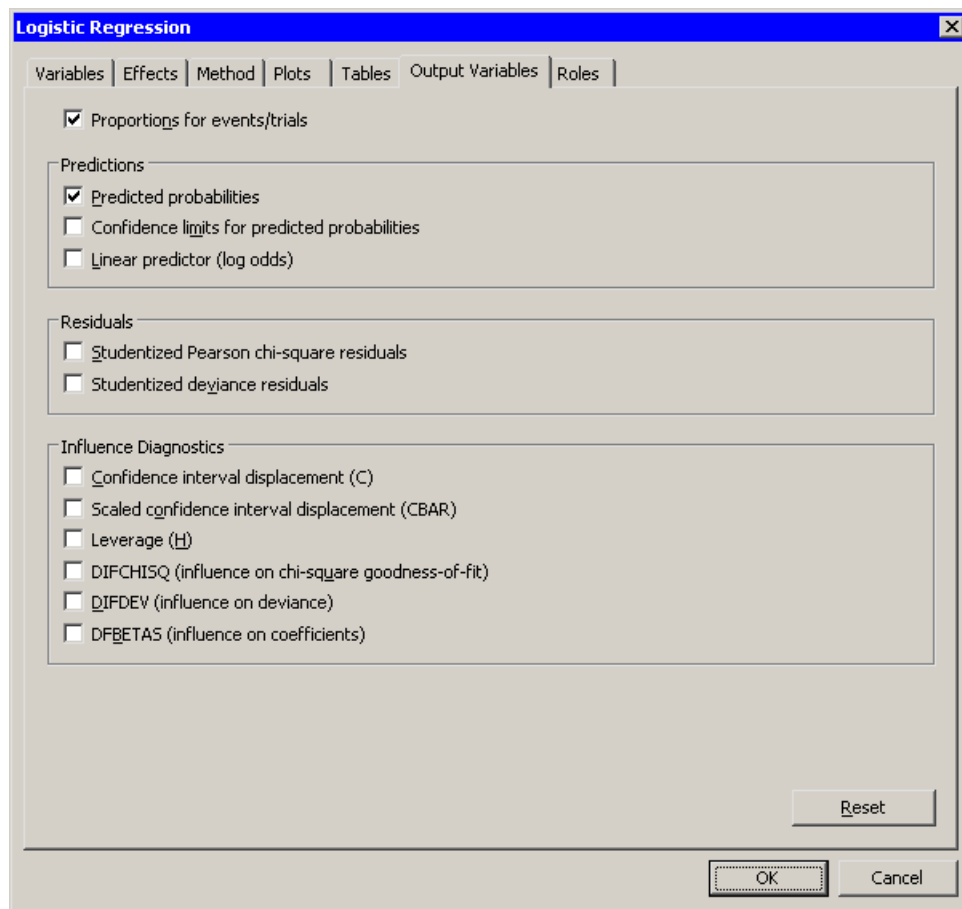 Logistic Regression
Variables Effects Method Plots Tables Output Variables Roles
Proportions for events/trials
Predictions
Predicted probabilities
Confidence limits for predicted probabilities
Linear predictor (log odds)
Residuals
Studentized Pearson chi-square residuals
Studentized deviance residuals
Influence Diagnostics
Confidence interval displacement (C)
Scaled confidence interval displacement (CBAR)
Leverage (H)
DIFCHISQ (influence on chi-square goodness-of-fit)
DIFDEV (influence on deviance)
DFBETAS (influence on coefficients)
Reset
OK Cancel